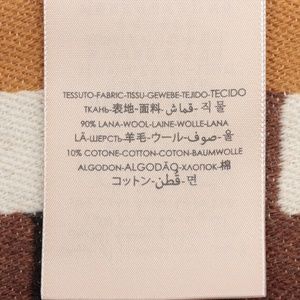 TESSUTO-FABRIC-TISSU-GEWEBE-TEJIDO-TECIDO
ТКАНЬ-表地-面料-قماش-직물
90% LANA-WOOL-LAINE-WOLLE-LANA
LÃ-ШЕРСТЬ-羊毛-ウール-صوف-울
10% COTONE-COTTON-COTON-BAUMWOLLE
ALGODON-ALGODÃO-ХЛОПОК-棉
コットン-قُطن-면